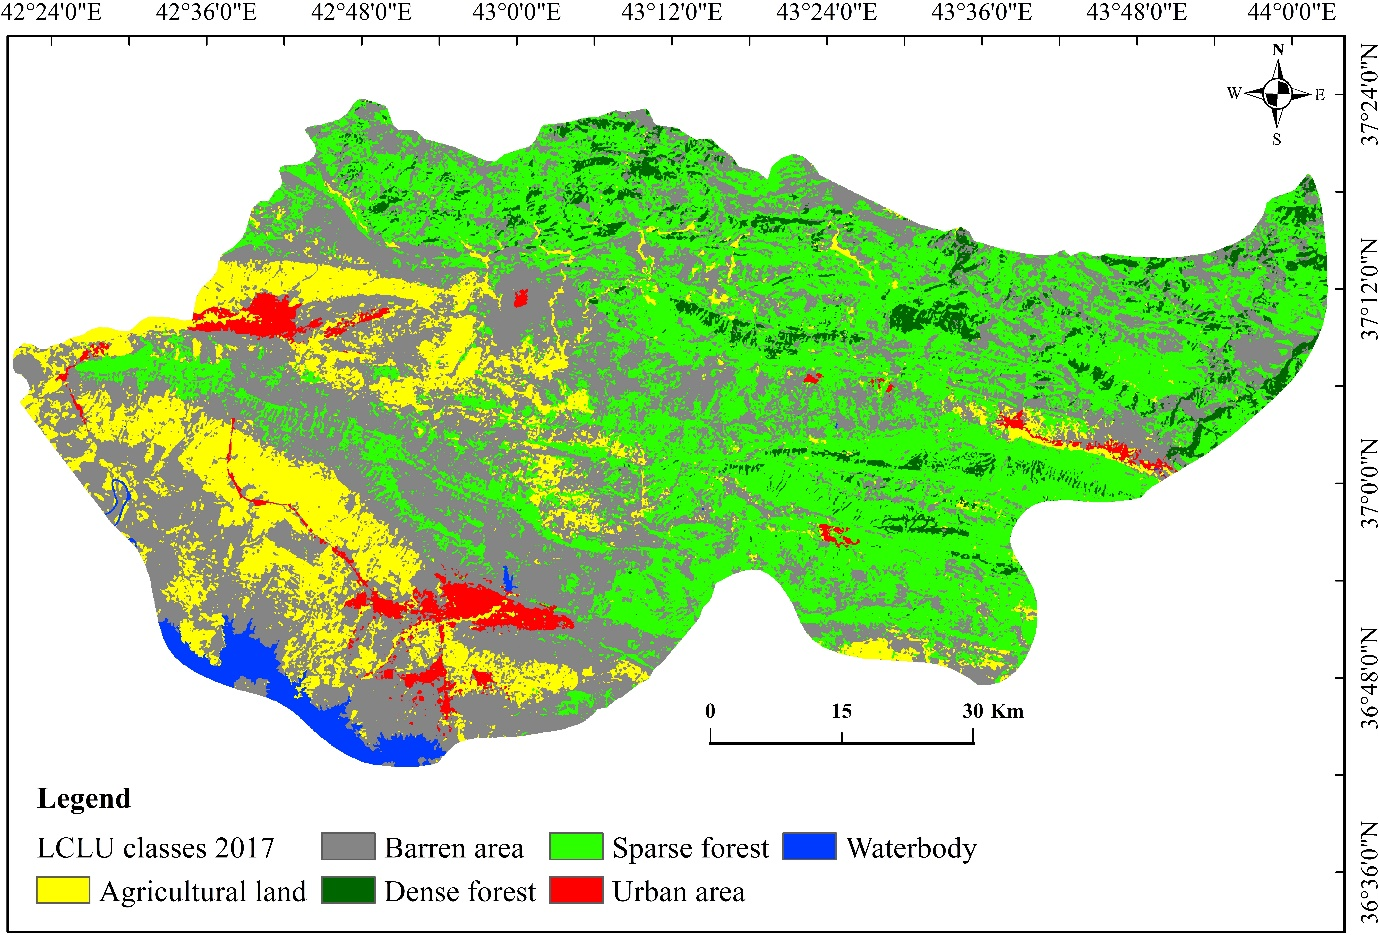 42°24'0"E 42°36'0"E 42°48'0"E 43°0'0"E 43°12'0"E 43°24'0"E 43°36'0"E 43°48'0"E 44°0'0"E
N
W E
S
37°24'0"N
37°12'0"N
37°0'0"N
36°48'0"N
36°36'0"N
0 15 30 Km
Legend
LCLU classes 2017 Barren area Sparse forest Waterbody
Agricultural land Dense forest Urban area